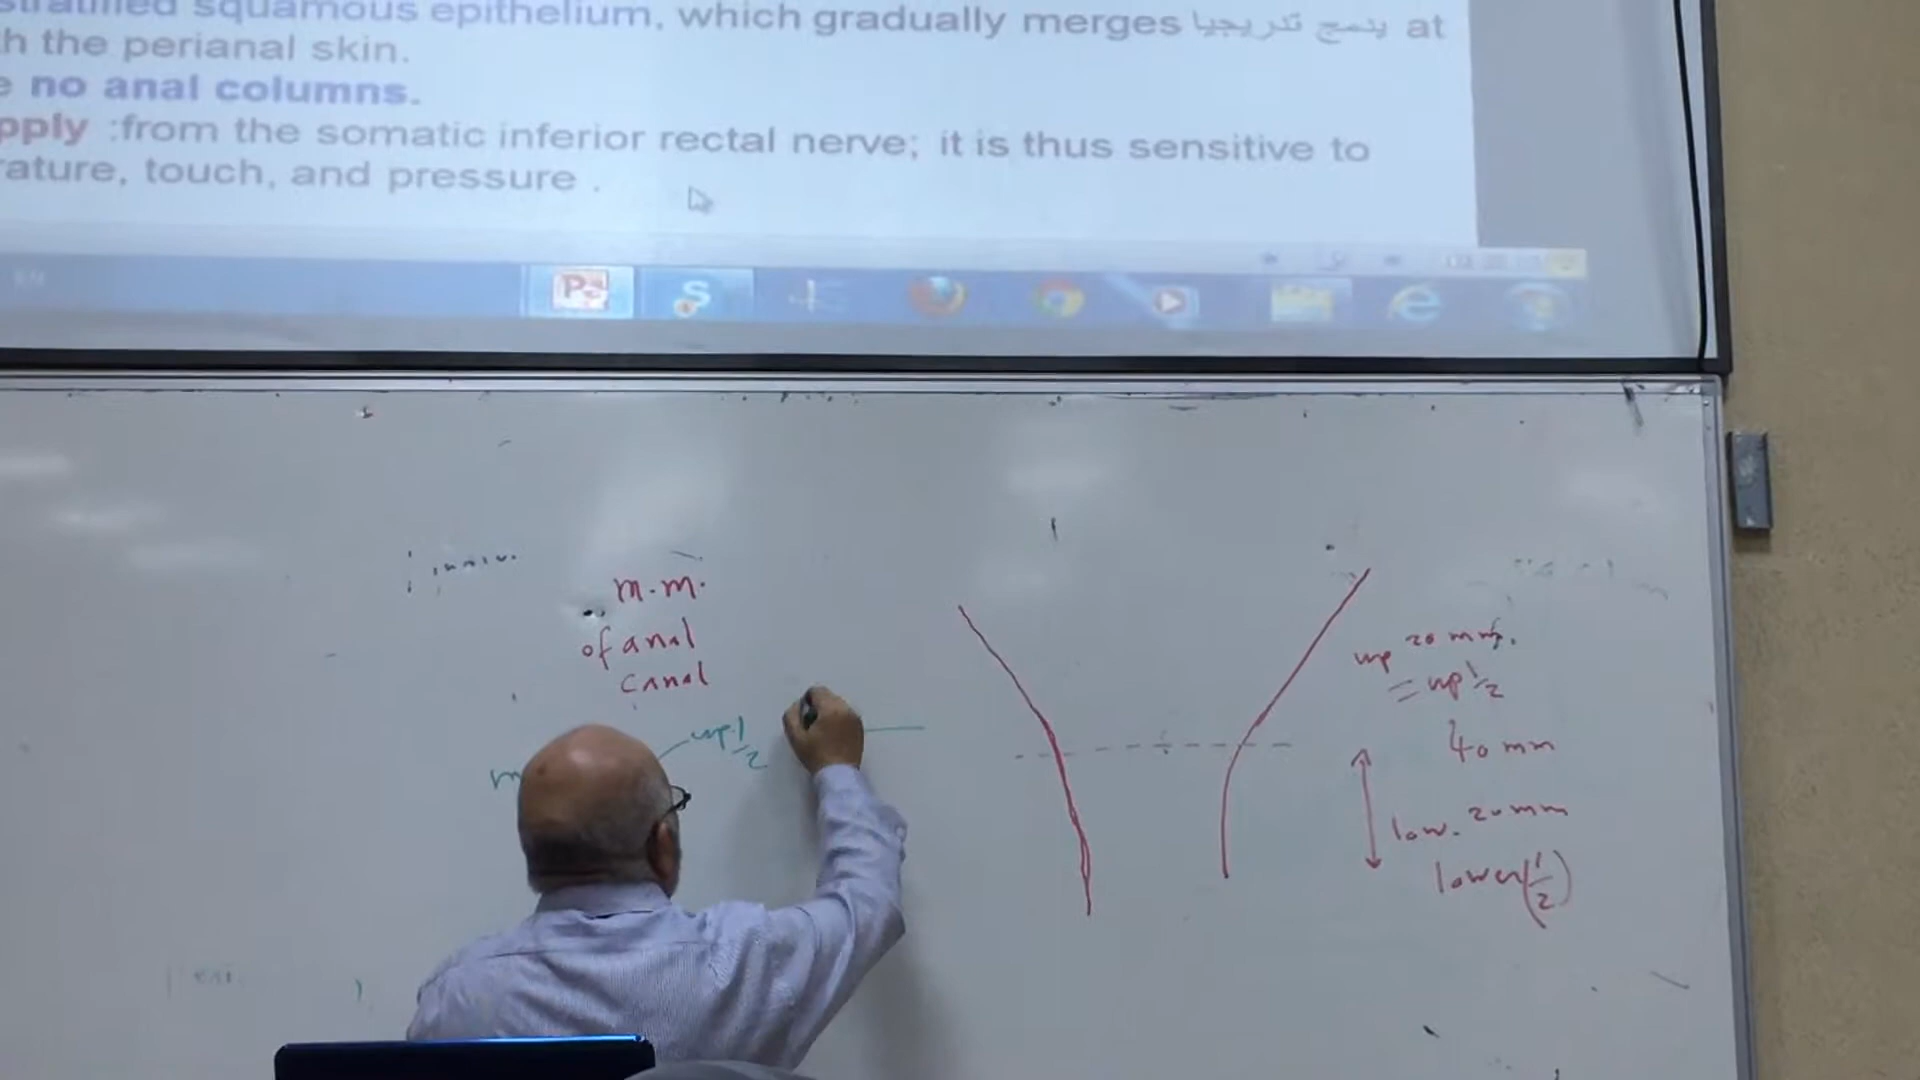 stratified squamous epithelium, which gradually merges يندمج تدريجيا at
h the perianal skin.
e no anal columns.
pply :from the somatic inferior rectal nerve; it is thus sensitive to
rature, touch, and pressure .
m.m.
of anal
canal
up. 1/2
m
up 20 mm.
= up 1/2
40 mm
low. 20 mm
lower (1/2)